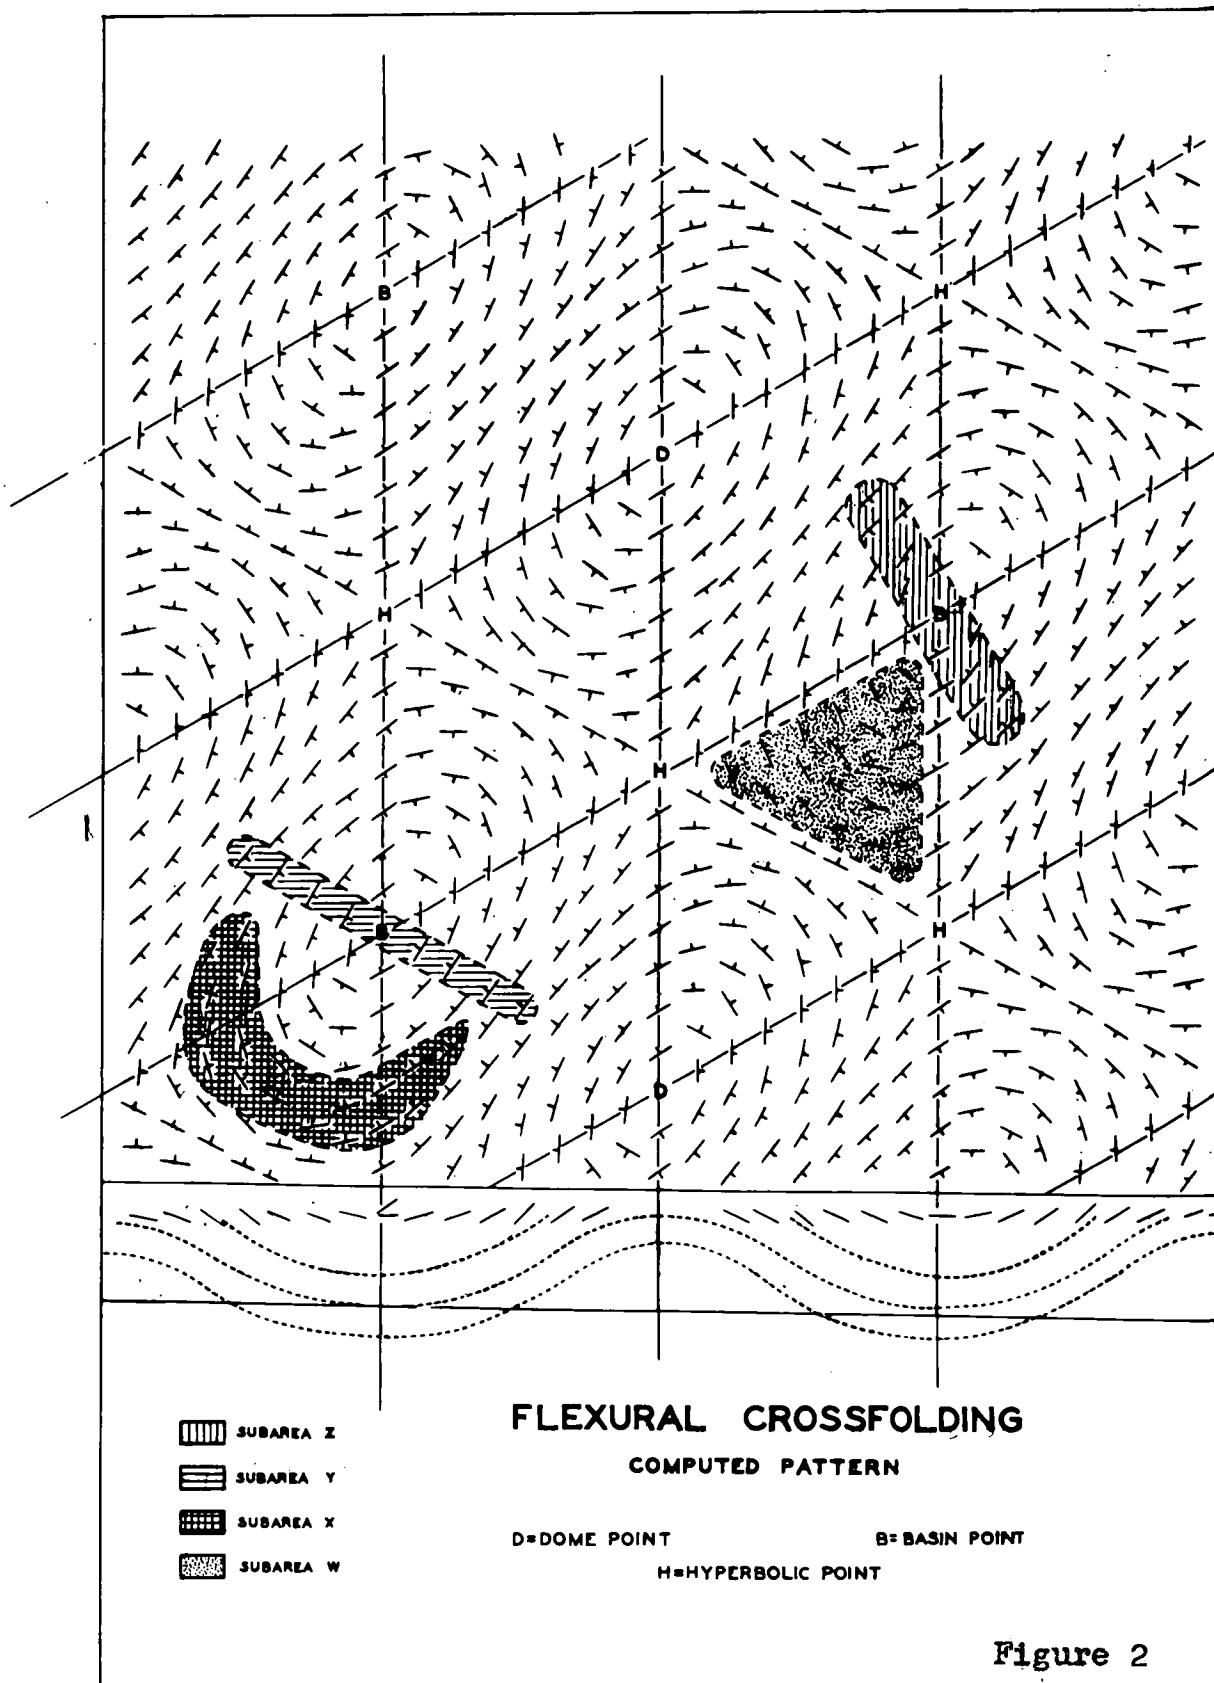 B
H
D
H
B
H
B
H
D
SUBAREA Z
SUBAREA Y
SUBAREA X
SUBAREA W
FLEXURAL CROSSFOLDING
COMPUTED PATTERN
D=DOME POINT B=BASIN POINT
H=HYPERBOLIC POINT
Figure 2